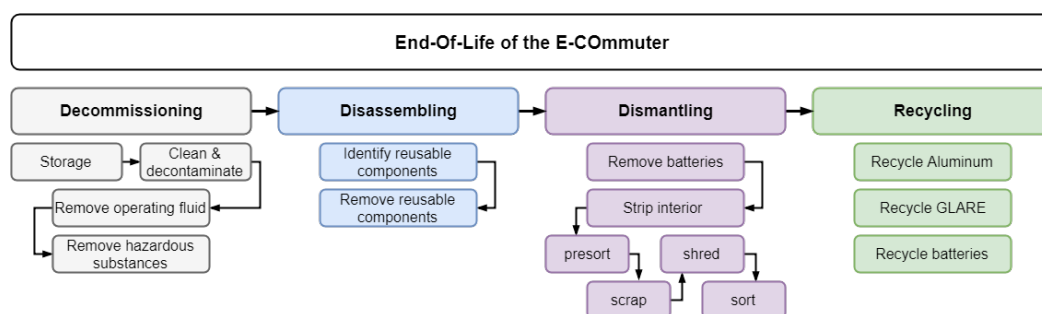 End-Of-Life of the E-COmmuter
Decommissioning
Disassembling
Dismantling
Recycling
Storage
Clean &
decontaminate
Remove operating fluid
Remove hazardous
substances
Identify reusable
components
Remove reusable
components
Remove batteries
Strip interior
presort
shred
scrap
sort
Recycle Aluminum
Recycle GLARE
Recycle batteries